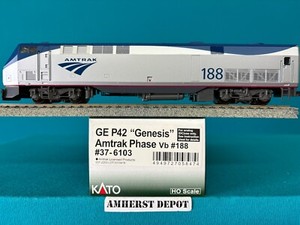 AMTRAK
188
GE P42 “Genesis”
Amtrak Phase Vb #188
#37-6103
KATO
HO Scale
AMHERST DEPOT